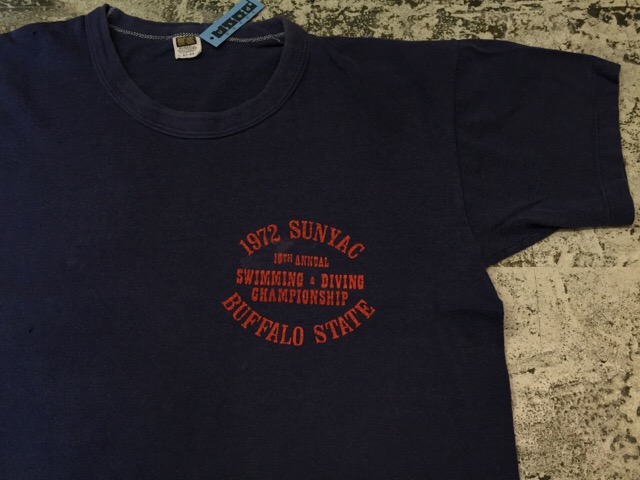 1972 SUNYAC
10TH ANNUAL
SWIMMING & DIVING
CHAMPIONSHIP
BUFFALO STATE